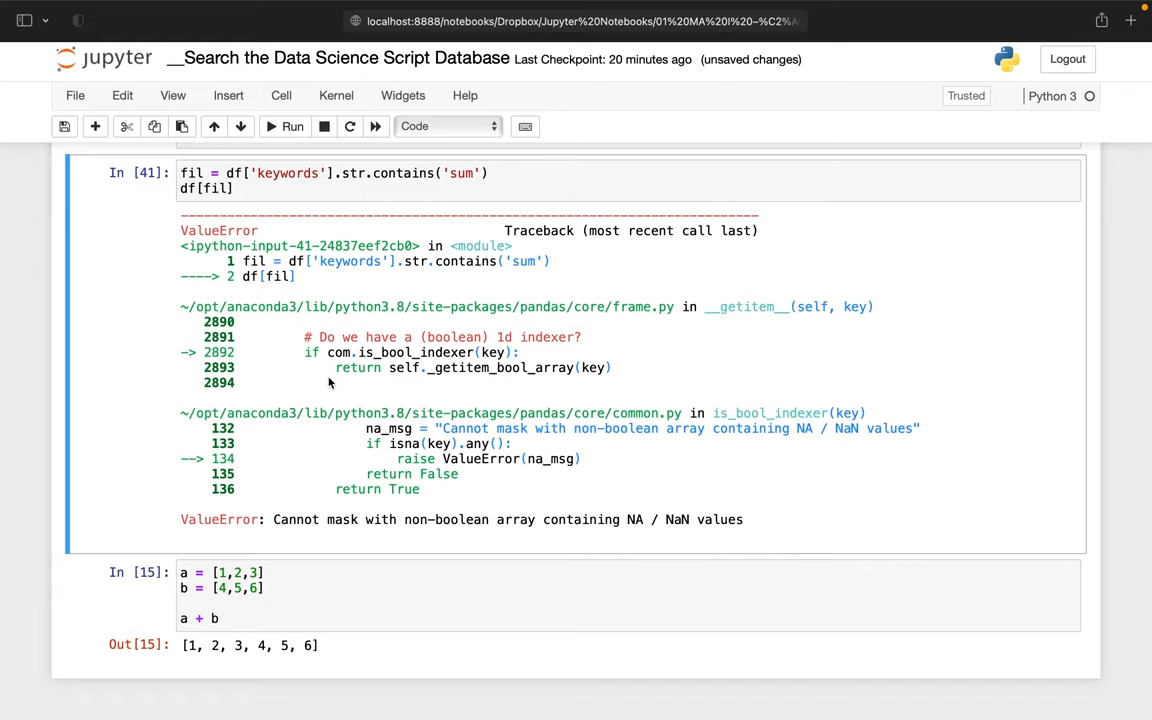 localhost:8888/notebooks/Dropbox/Jupyter%20Notebooks/01%20MA%20I%20–%C2%A
jupyter __Search the Data Science Script Database Last Checkpoint: 20 minutes ago (unsaved changes) Logout
File Edit View Insert Cell Kernel Widgets Help Trusted Python 3
Run Code
In [41]: fil = df['keywords'].str.contains('sum')
df[fil]
---------------------------------------------------------------------------
ValueError Traceback (most recent call last)
<ipython-input-41-24837eef2cb0> in <module>
1 fil = df['keywords'].str.contains('sum')
----> 2 df[fil]
~/opt/anaconda3/lib/python3.8/site-packages/pandas/core/frame.py in __getitem__(self, key)
2890
2891 # Do we have a (boolean) 1d indexer?
-> 2892 if com.is_bool_indexer(key):
2893 return self._getitem_bool_array(key)
2894
~/opt/anaconda3/lib/python3.8/site-packages/pandas/core/common.py in is_bool_indexer(key)
132 na_msg = "Cannot mask with non-boolean array containing NA / NaN values"
133 if isna(key).any():
--> 134 raise ValueError(na_msg)
135 return False
136 return True
ValueError: Cannot mask with non-boolean array containing NA / NaN values
In [15]: a = [1,2,3]
b = [4,5,6]
a + b
Out[15]: [1, 2, 3, 4, 5, 6]